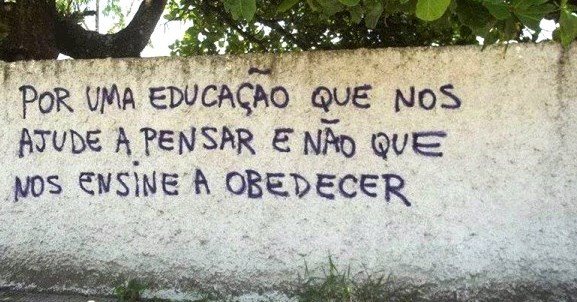 POR UMA EDUCAÇÃO QUE NOS
AJUDE A PENSAR E NÃO QUE
NOS ENSINE A OBEDECER